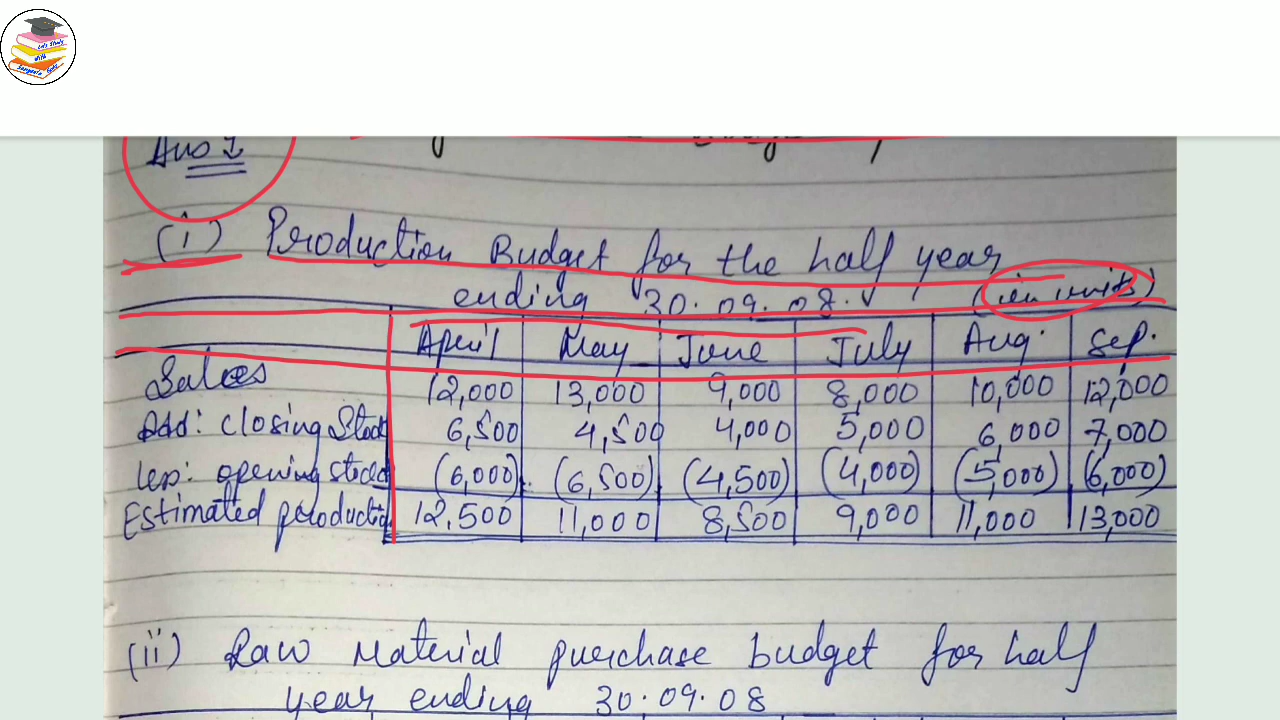 Let's Study
With
Ans 1
(i) Production Budget for the half year
ending 30.09.08. (in units)
April May June July Aug. Sep.
Sales 12,000 13,000 9,000 8,000 10,000 12,000
Add: closing Stock 6,500 4,500 4,000 5,000 6,000 7,000
Less: opening stock (6,000) (6,500) (4,500) (4,000) (5,000) (6,000)
Estimated production 12,500 11,000 8,500 9,000 11,000 13,000
(ii) Raw Material purchase budget for half
year ending 30.09.08